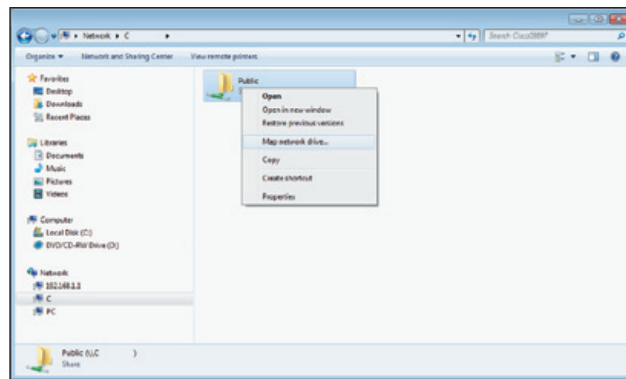 Network ▸ C ▸
Search Cisco
Organize ▾ Network and Sharing Center View remote printers
Favorites
Desktop
Downloads
Recent Places
Libraries
Documents
Music
Pictures
Videos
Computer
Local Disk (C:)
DVD/CD-RW Drive (D:)
Network
192.168.1.1
C
PC
Public
Open
Open in new window
Restore previous versions
Map network drive...
Copy
Create shortcut
Properties
Public (\\C )
Share